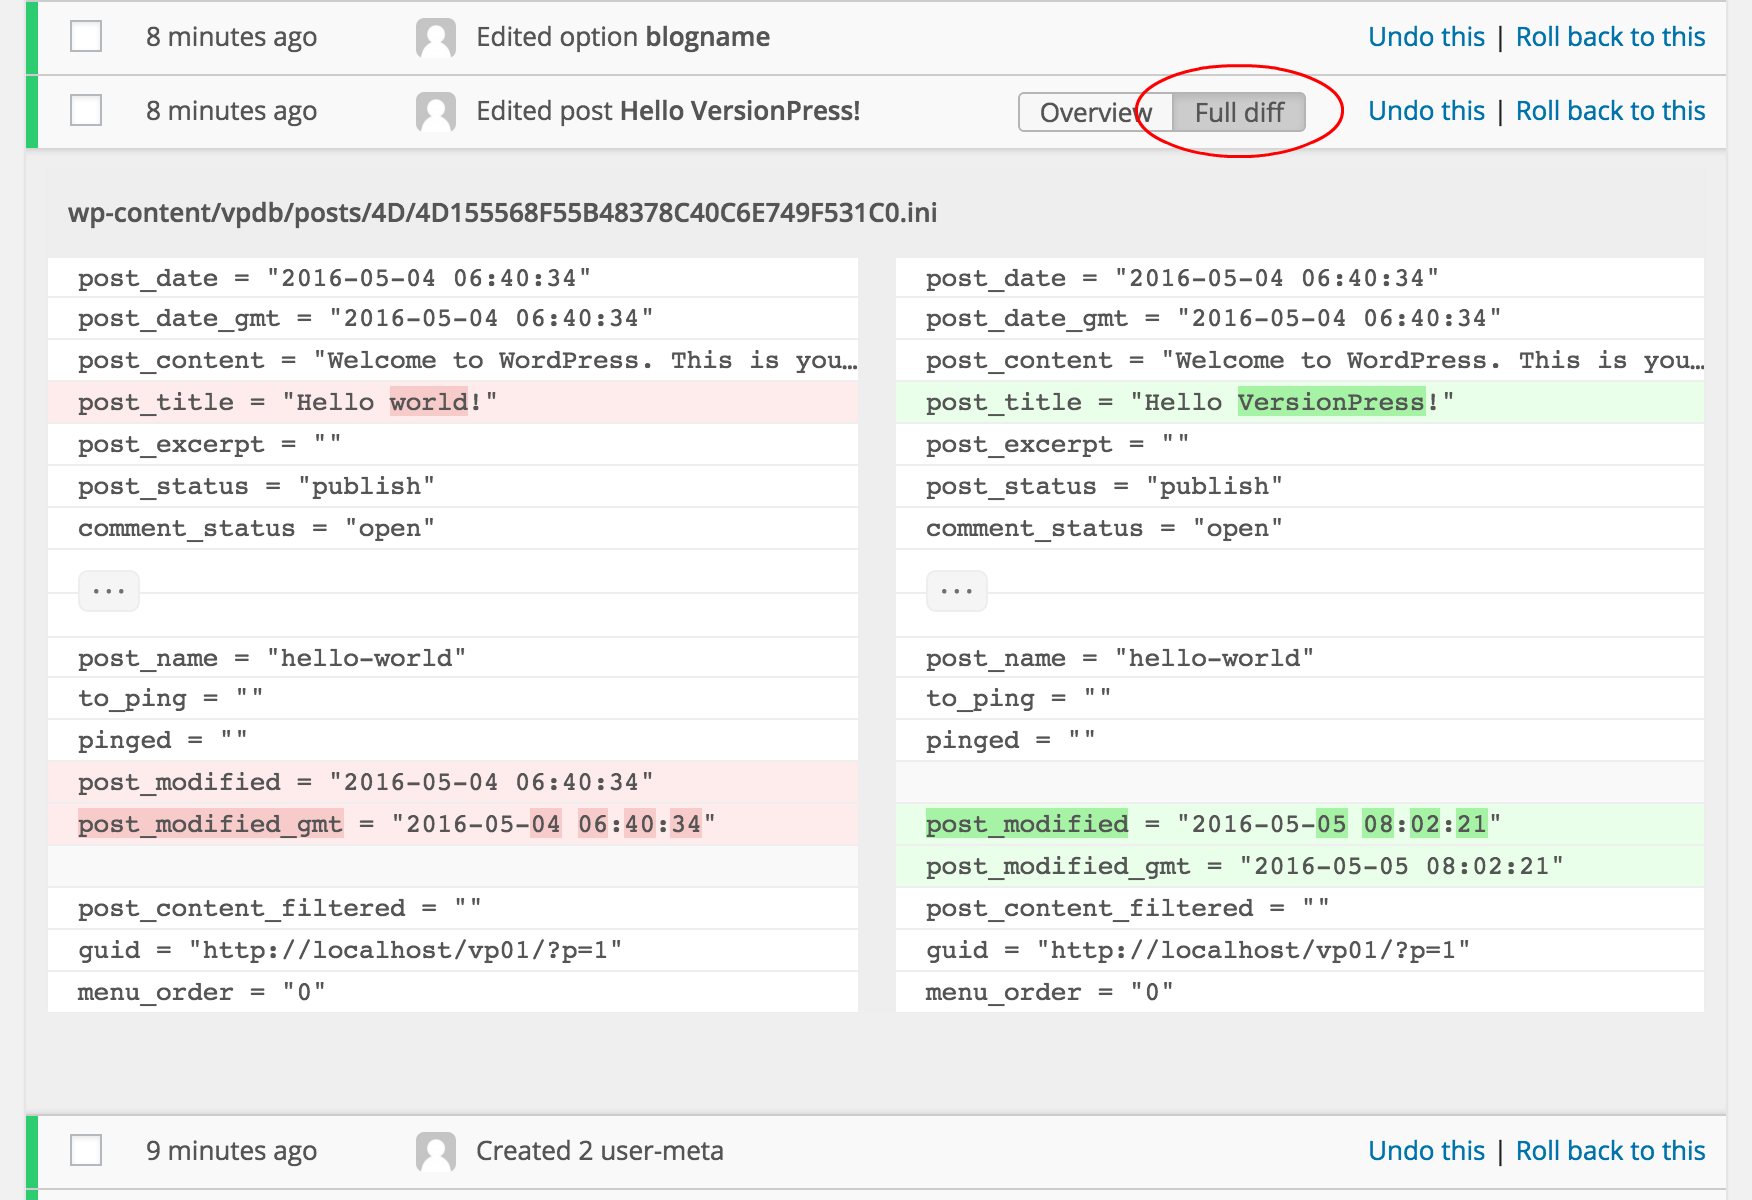 8 minutes ago Edited option blogname Undo this | Roll back to this
8 minutes ago Edited post Hello VersionPress! Overview Full diff Undo this | Roll back to this
wp-content/vpdb/posts/4D/4D155568F55B48378C40C6E749F531C0.ini
post_date = "2016-05-04 06:40:34" post_date = "2016-05-04 06:40:34"
post_date_gmt = "2016-05-04 06:40:34" post_date_gmt = "2016-05-04 06:40:34"
post_content = "Welcome to WordPress. This is you… post_content = "Welcome to WordPress. This is you…
post_title = "Hello world!" post_title = "Hello VersionPress!"
post_excerpt = "" post_excerpt = ""
post_status = "publish" post_status = "publish"
comment_status = "open" comment_status = "open"
... ...
post_name = "hello-world" post_name = "hello-world"
to_ping = "" to_ping = ""
pinged = "" pinged = ""
post_modified = "2016-05-04 06:40:34"
post_modified_gmt = "2016-05-04 06:40:34" post_modified = "2016-05-05 08:02:21"
post_modified_gmt = "2016-05-05 08:02:21"
post_content_filtered = "" post_content_filtered = ""
guid = "http://localhost/vp01/?p=1" guid = "http://localhost/vp01/?p=1"
menu_order = "0" menu_order = "0"
9 minutes ago Created 2 user-meta Undo this | Roll back to this